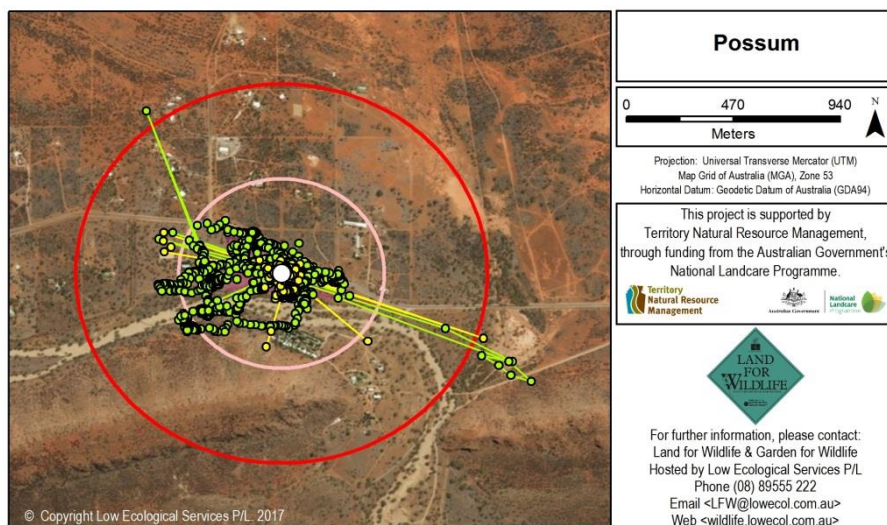 Possum
0 470 940
Meters
N
Projection: Universal Transverse Mercator (UTM)
Map Grid of Australia (MGA), Zone 53
Horizontal Datum: Geodetic Datum of Australia (GDA94)
This project is supported by
Territory Natural Resource Management,
through funding from the Australian Government's
National Landcare Programme.
Territory
Natural Resource
Management
Australian Government
National
Landcare
Programme
LAND
FOR
WILDLIFE
For further information, please contact:
Land for Wildlife & Garden for Wildlife
Hosted by Low Ecological Services P/L
Phone (08) 89555 222
Email <LFW@lowecol.com.au>
Web <wildlife.lowecol.com.au>
© Copyright Low Ecological Services P/L. 2017